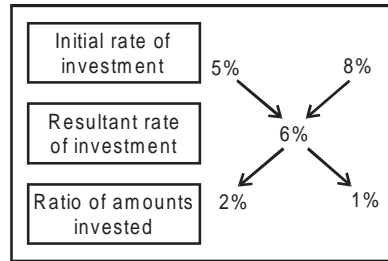 Initial rate of
investment
5%
8%
Resultant rate
of investment
6%
Ratio of amounts
invested
2%
1%